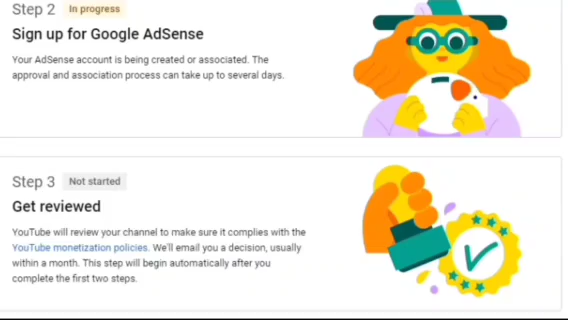 Step 2 In progress
Sign up for Google AdSense
Your AdSense account is being created or associated. The
approval and association process can take up to several days.
Step 3 Not started
Get reviewed
YouTube will review your channel to make sure it complies with the
YouTube monetization policies. We'll email you a decision, usually
within a month. This step will begin automatically after you
complete the first two steps.